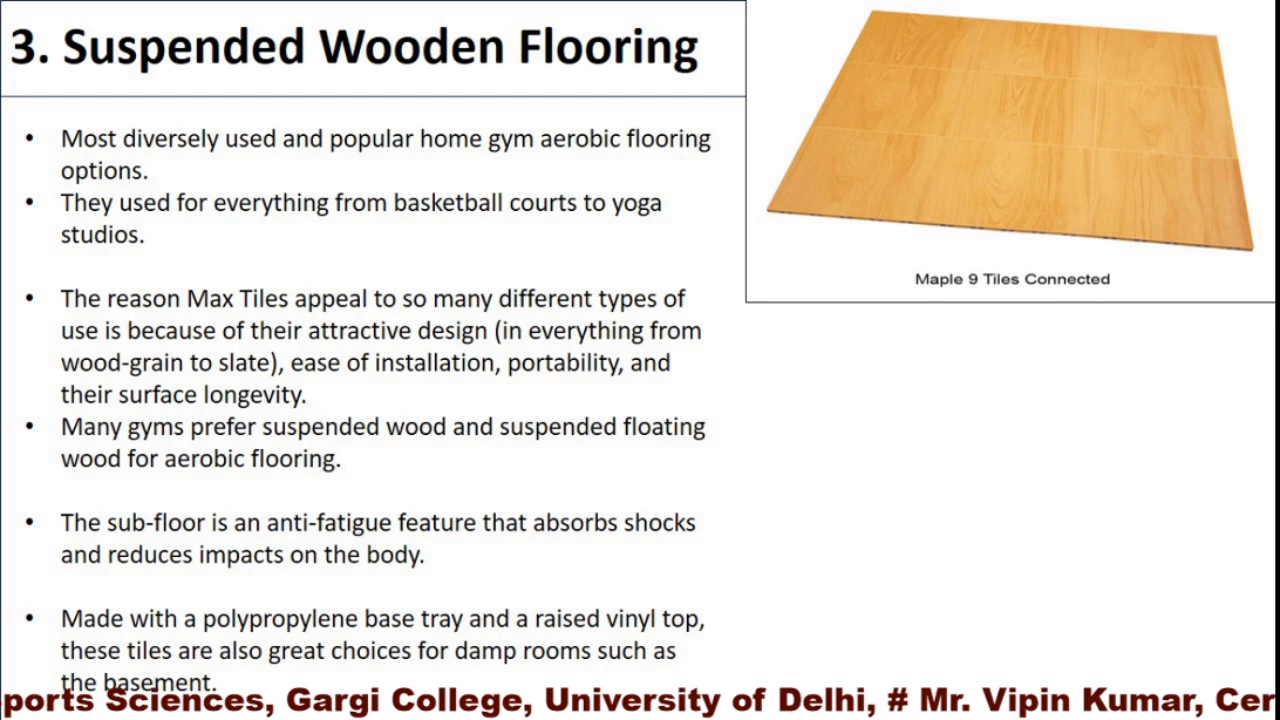 3. Suspended Wooden Flooring
• Most diversely used and popular home gym aerobic flooring
options.
• They used for everything from basketball courts to yoga
studios.
• The reason Max Tiles appeal to so many different types of
use is because of their attractive design (in everything from
wood-grain to slate), ease of installation, portability, and
their surface longevity.
• Many gyms prefer suspended wood and suspended floating
wood for aerobic flooring.
• The sub-floor is an anti-fatigue feature that absorbs shocks
and reduces impacts on the body.
• Made with a polypropylene base tray and a raised vinyl top,
these tiles are also great choices for damp rooms such as
the basement.
Maple 9 Tiles Connected
ports Sciences, Gargi College, University of Delhi, # Mr. Vipin Kumar, Cer